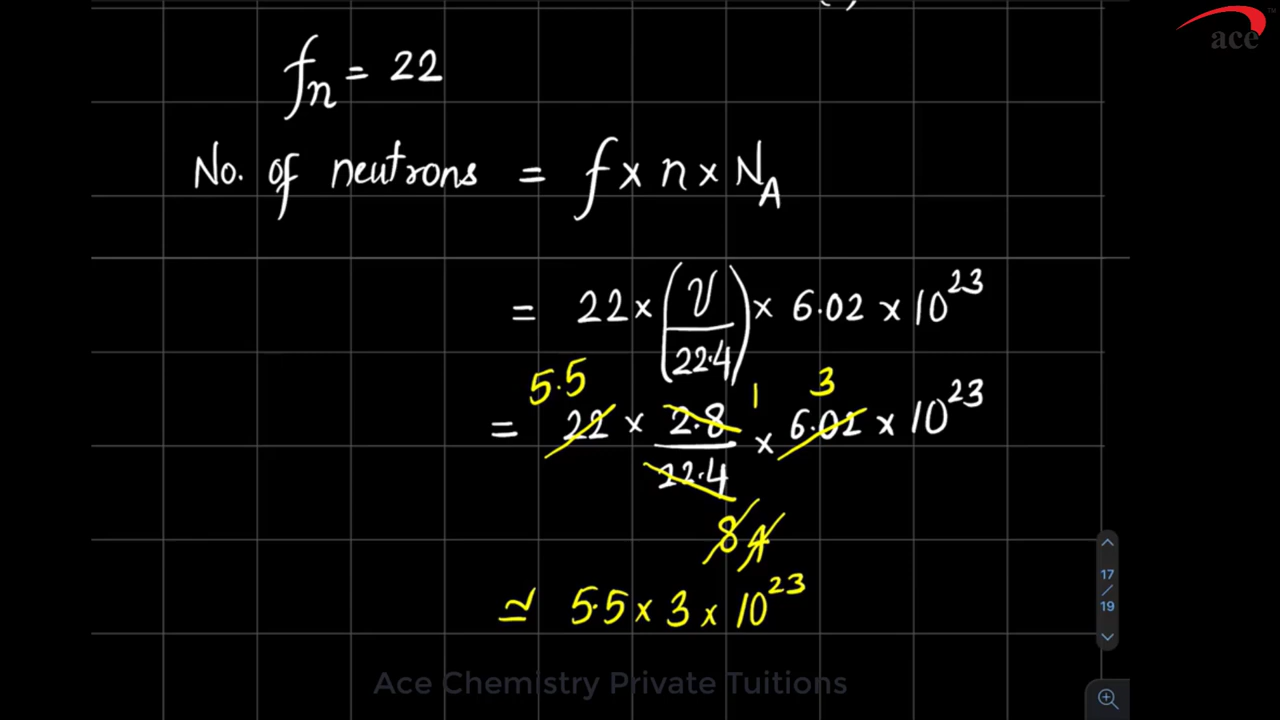 ace
fn = 22
No. of neutrons = f × n × NA
= 22 × (V/22.4) × 6.02 × 10^23
5.5 1 3
= 22 × 2.8/22.4 × 6.02 × 10^23
8 4
≃ 5.5 × 3 × 10^23
17
/
19
Ace Chemistry Private Tuitions